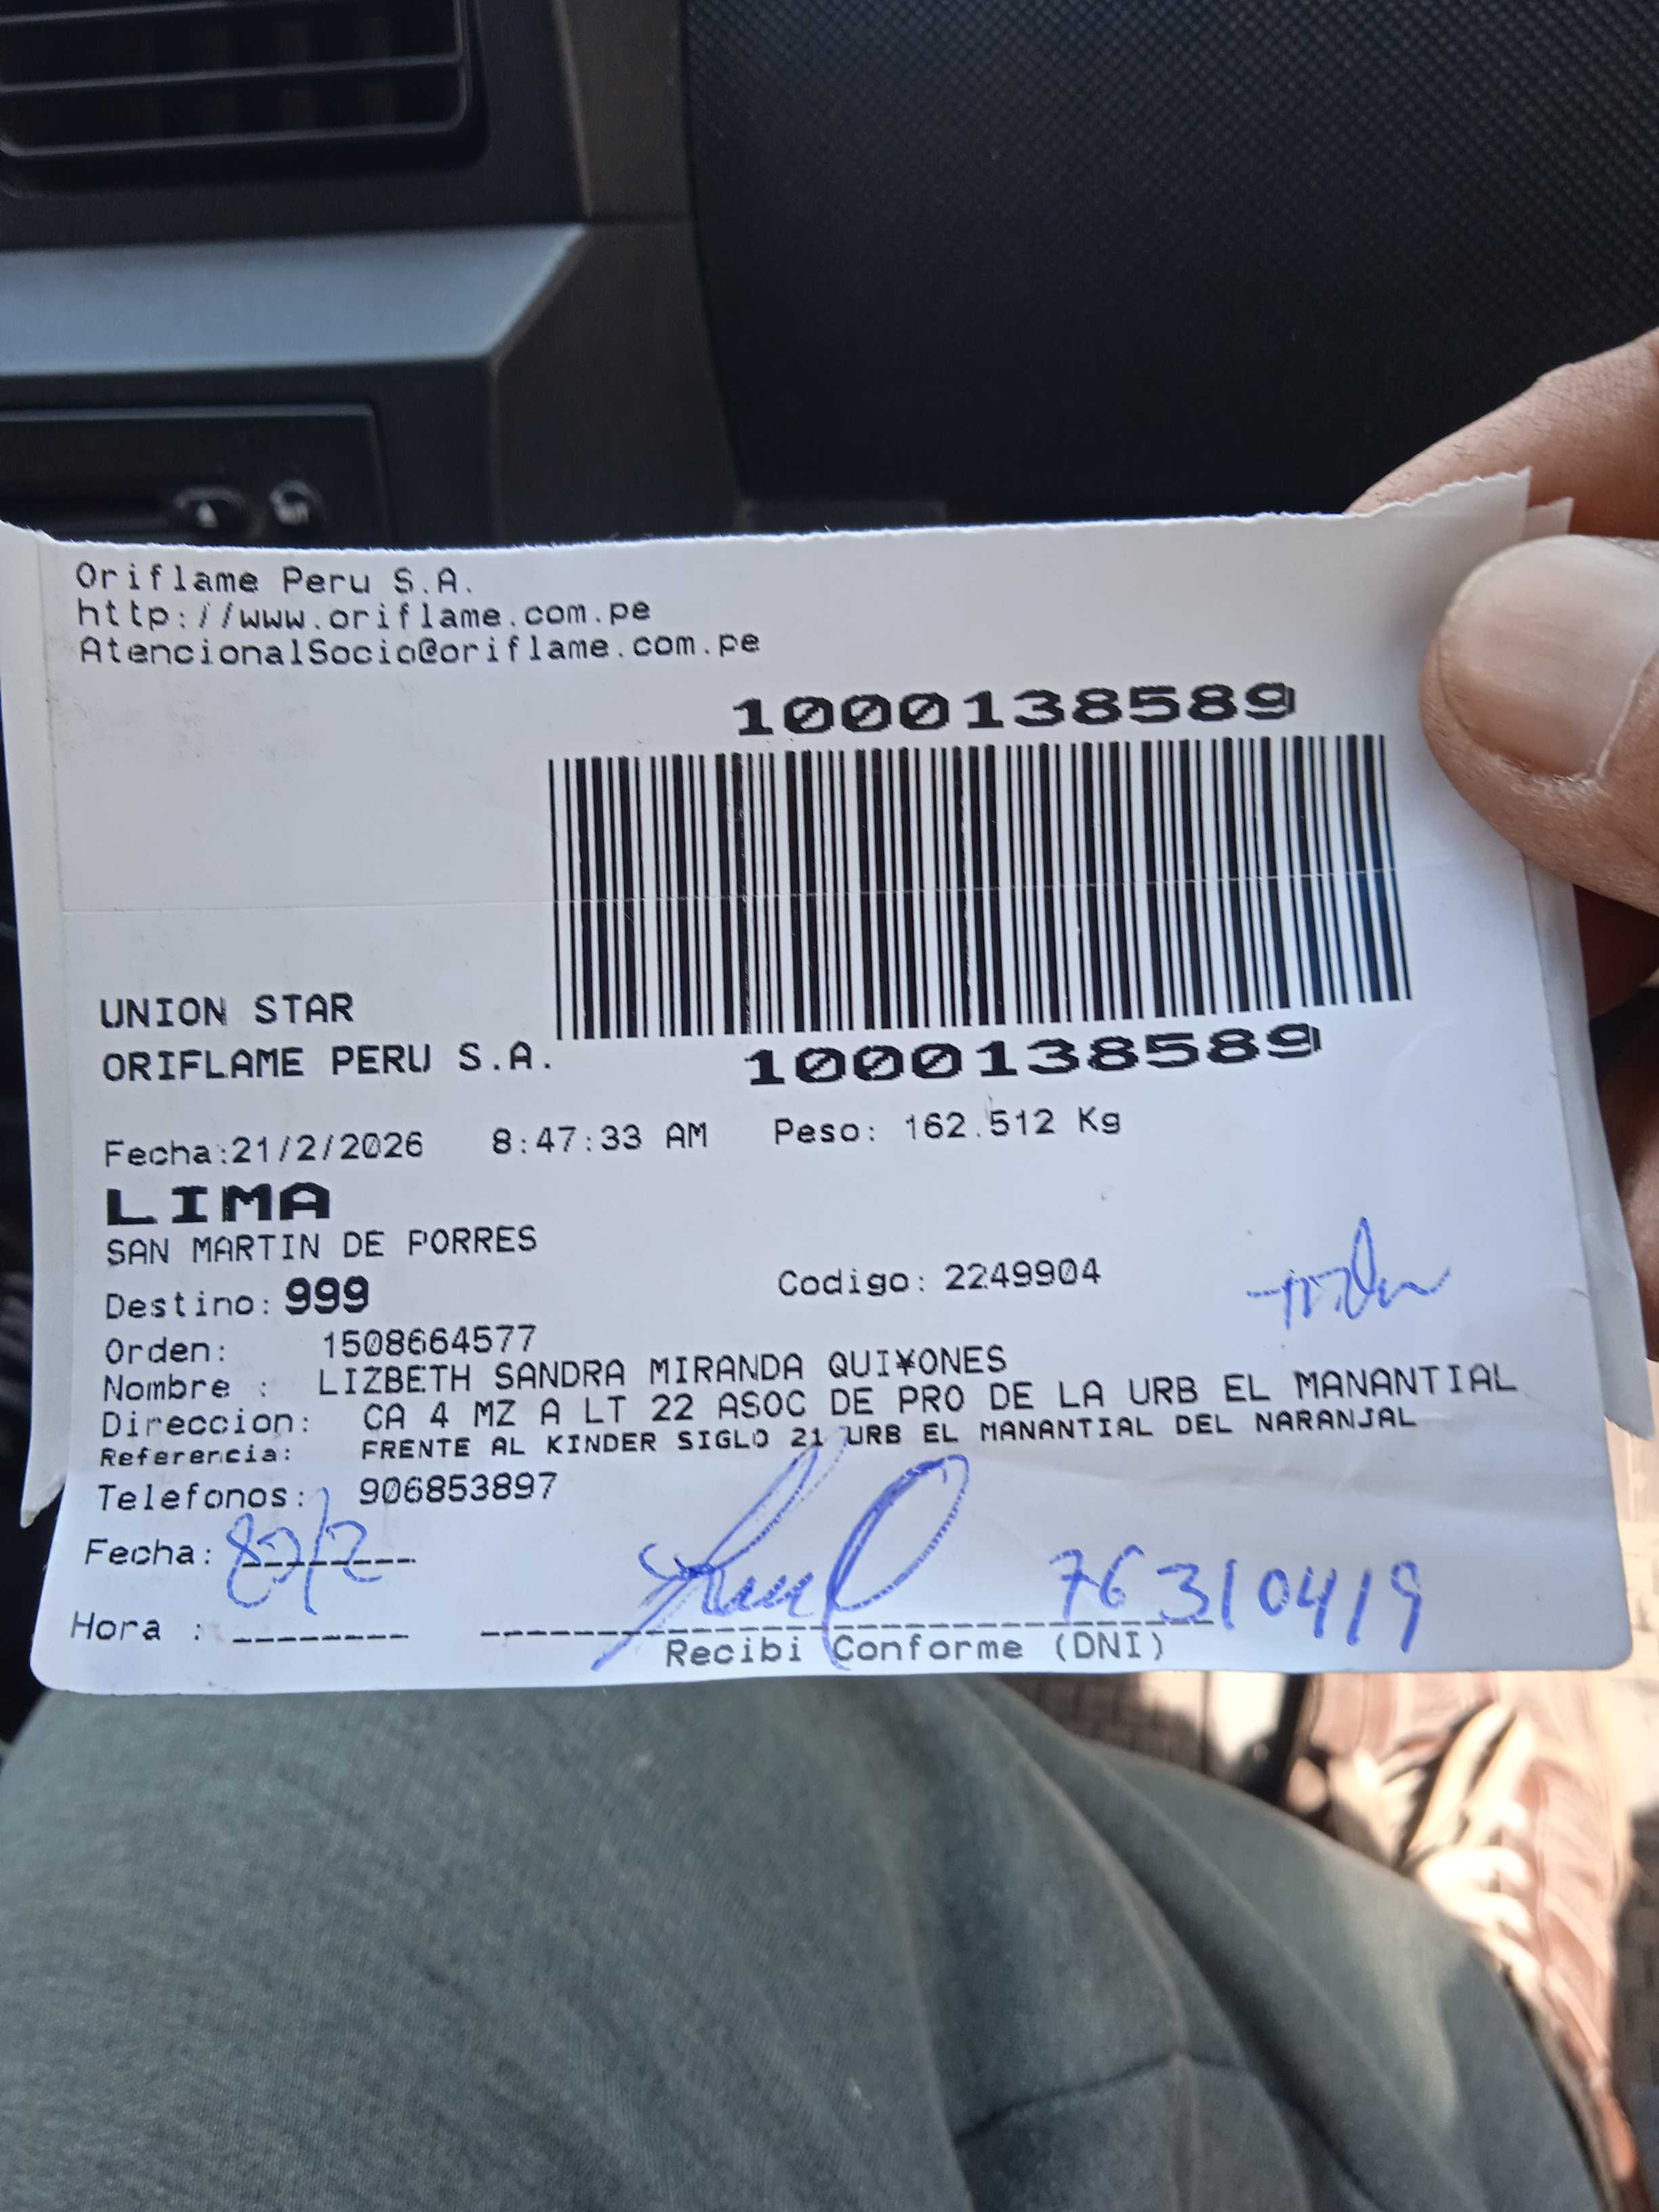 Oriflame Peru S.A.
http://www.oriflame.com.pe
AtencionalSocio@oriflame.com.pe
1000138589
UNION STAR
ORIFLAME PERU S.A.
1000138589
Fecha:21/2/2026 8:47:33 AM Peso: 162.512 Kg
LIMA
SAN MARTIN DE PORRES
Destino: 999 Codigo: 2249904
Orden: 1508664577
Nombre : LIZBETH SANDRA MIRANDA QUI¥ONES
Direccion: CA 4 MZ A LT 22 ASOC DE PRO DE LA URB EL MANANTIAL
Referencia: FRENTE AL KINDER SIGLO 21 URB EL MANANTIAL DEL NARANJAL
Telefonos: 906853897
Fecha:
76310419
Hora :
Recibi Conforme (DNI)